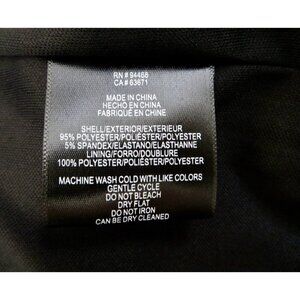 RN # 94468
CA # 63671
MADE IN CHINA
HECHO EN CHINA
FABRIQUÉ EN CHINE
SHELL/EXTERIOR/EXTERIEUR
95% POLYESTER/POLIÉSTER/POLYESTER
5% SPANDEX/ELASTANO/ELASTHANNE
LINING/FORRO/DOUBLURE
100% POLYESTER/POLIÉSTER/POLYESTER
MACHINE WASH COLD WITH LIKE COLORS
GENTLE CYCLE
DO NOT BLEACH
DRY FLAT
DO NOT IRON
CAN BE DRY CLEANED